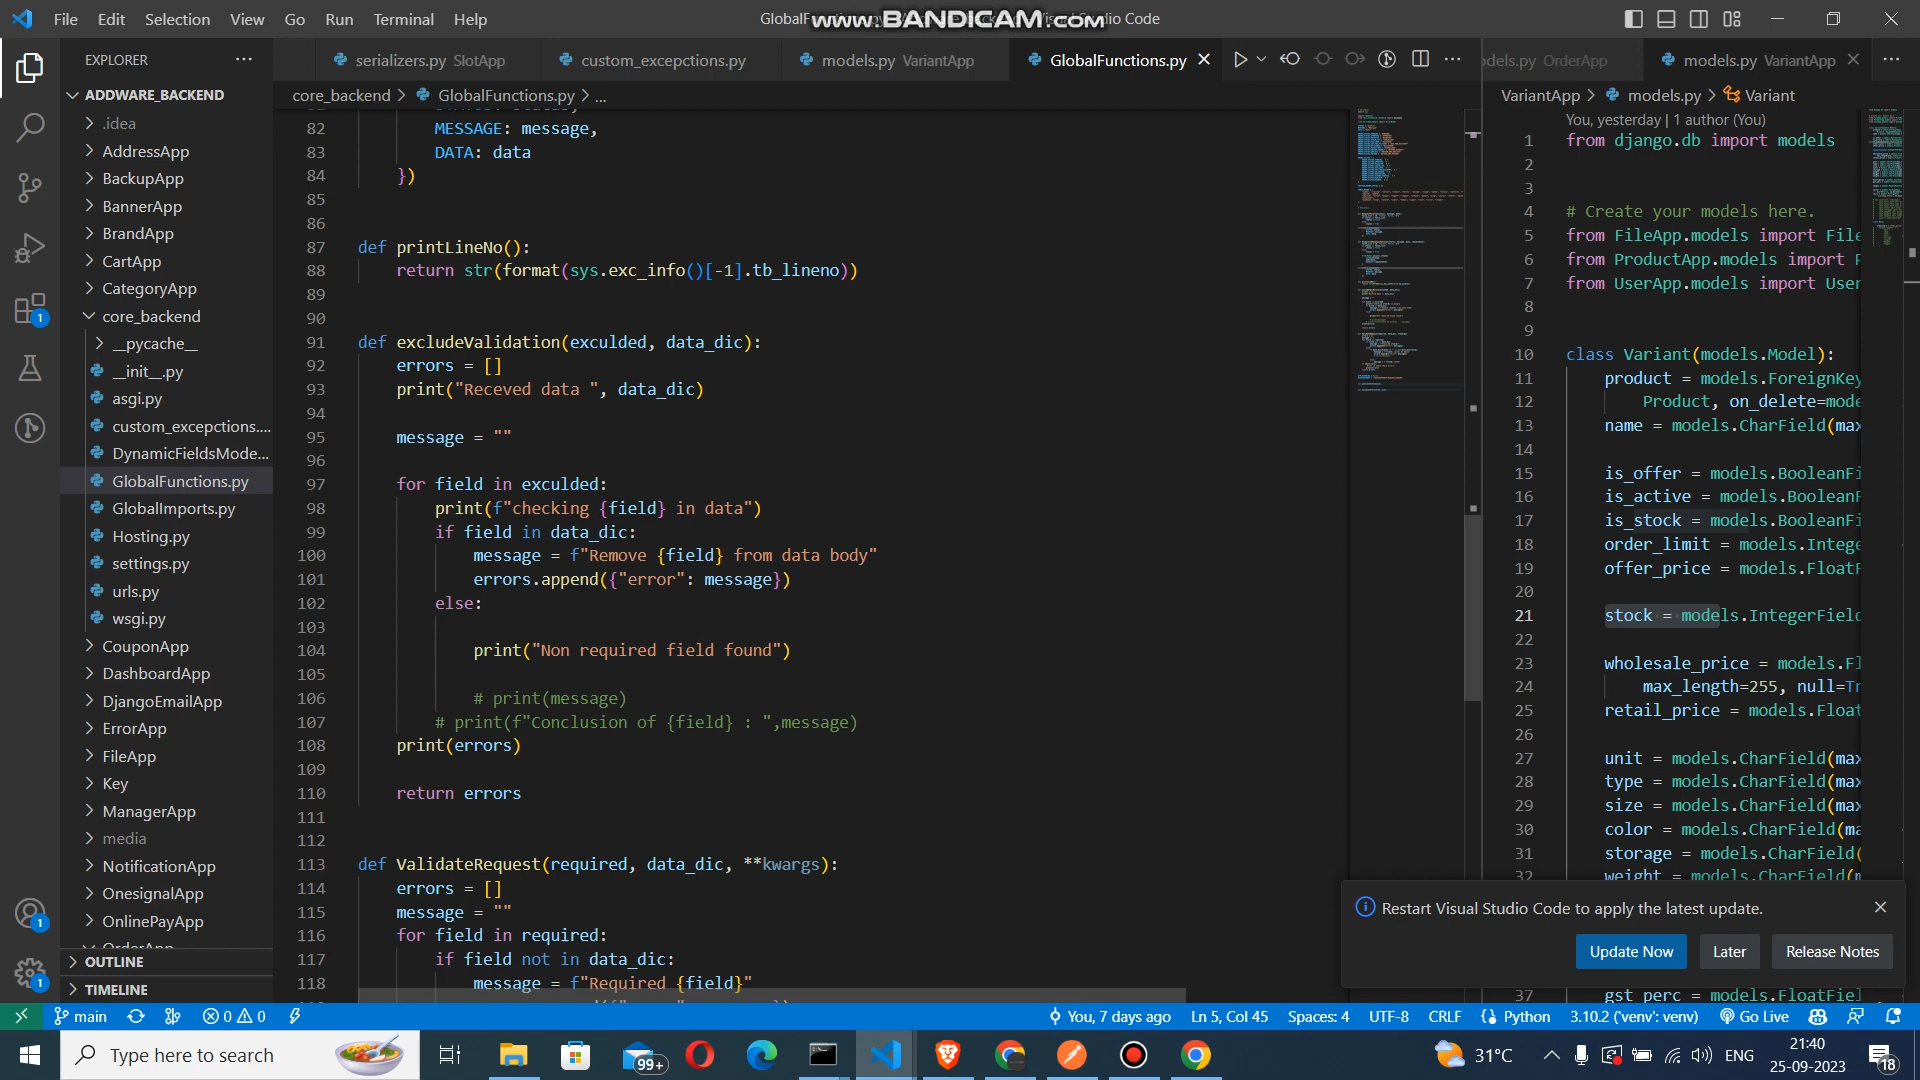 File Edit Selection View Go Run Terminal Help
www.BANDICAM.com
Visual Studio Code
EXPLORER
serializers.py SlotApp
custom_excepctions.py
models.py VariantApp
GlobalFunctions.py
OrderApp
models.py VariantApp
ADDWARE_BACKEND
core_backend > GlobalFunctions.py > ...
VariantApp > models.py > Variant
.idea
AddressApp
BackupApp
BannerApp
BrandApp
CartApp
CategoryApp
core_backend
__pycache__
__init__.py
asgi.py
custom_excepctions....
DynamicFieldsMode...
GlobalFunctions.py
GlobalImports.py
Hosting.py
settings.py
urls.py
wsgi.py
CouponApp
DashboardApp
DjangoEmailApp
ErrorApp
FileApp
Key
ManagerApp
media
NotificationApp
OnesignalApp
OnlinePayApp
OrderApp
OUTLINE
TIMELINE
82 MESSAGE: message,
83 DATA: data
84 })
85
86
87 def printLineNo():
88 return str(format(sys.exc_info()[-1].tb_lineno))
89
90
91 def excludeValidation(exculded, data_dic):
92 errors = []
93 print("Receved data ", data_dic)
94
95 message = ""
96
97 for field in exculded:
98 print(f"checking {field} in data")
99 if field in data_dic:
100 message = f"Remove {field} from data body"
101 errors.append({"error": message})
102 else:
103
104 print("Non required field found")
105
106 # print(message)
107 # print(f"Conclusion of {field} : ",message)
108 print(errors)
109
110 return errors
111
112
113 def ValidateRequest(required, data_dic, **kwargs):
114 errors = []
115 message = ""
116 for field in required:
117 if field not in data_dic:
118 message = f"Required {field}"
You, yesterday | 1 author (You)
1 from django.db import models
2
3
4 # Create your models here.
5 from FileApp.models import File
6 from ProductApp.models import P
7 from UserApp.models import User
8
9
10 class Variant(models.Model):
11 product = models.ForeignKey
12 Product, on_delete=mode
13 name = models.CharField(max
14
15 is_offer = models.BooleanFi
16 is_active = models.BooleanF
17 is_stock = models.BooleanFi
18 order_limit = models.Intege
19 offer_price = models.FloatF
20
21 stock = models.IntegerField
22
23 wholesale_price = models.Fl
24 max_length=255, null=Tr
25 retail_price = models.Float
26
27 unit = models.CharField(max
28 type = models.CharField(max
29 size = models.CharField(max
30 color = models.CharField(ma
31 storage = models.CharField(
32 weight = models.CharField(m
37 gst_perc = models.FloatFiel
Restart Visual Studio Code to apply the latest update.
Update Now Later Release Notes
main 0 0 You, 7 days ago Ln 5, Col 45 Spaces: 4 UTF-8 CRLF Python 3.10.2 ('venv': venv) Go Live
Type here to search
99+
31°C
ENG
21:40
25-09-2023
18